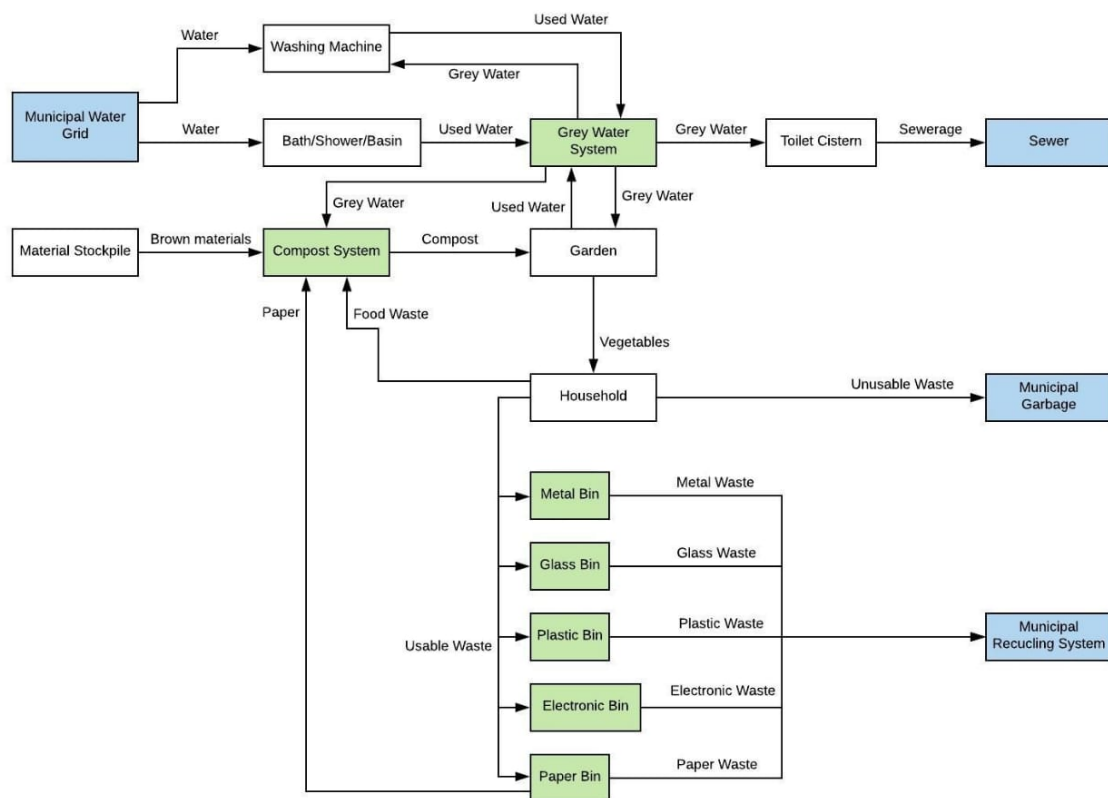 Used Water
Water
Washing Machine
Grey Water
Municipal Water
Grid
Water
Bath/Shower/Basin
Used Water
Grey Water
System
Grey Water
Toilet Cistern
Sewerage
Sewer
Grey Water
Used Water
Grey Water
Material Stockpile
Brown materials
Compost System
Compost
Garden
Paper
Food Waste
Vegetables
Household
Unusable Waste
Municipal
Garbage
Metal Bin
Metal Waste
Glass Bin
Glass Waste
Usable Waste
Plastic Bin
Plastic Waste
Municipal
Recucling System
Electronic Bin
Electronic Waste
Paper Bin
Paper Waste